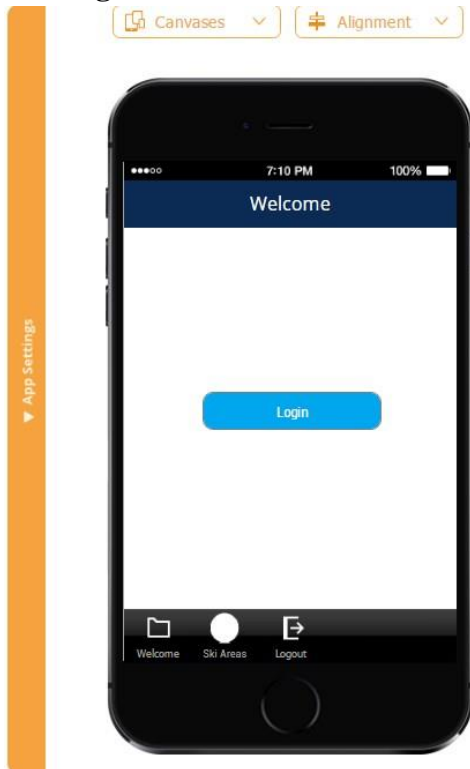 Canvases
Alignment
▼ App Settings
7:10 PM
100%
Welcome
Login
Welcome
Ski Areas
Logout